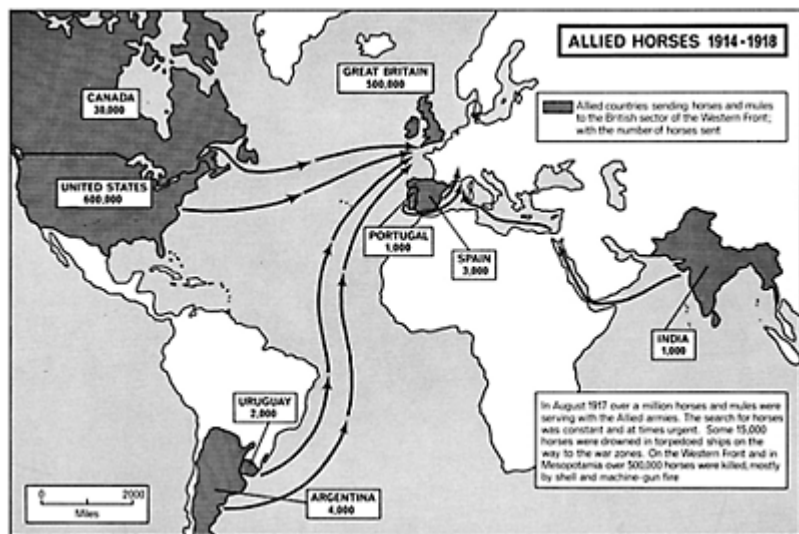 ALLIED HORSES 1914-1918
GREAT BRITAIN
500,000
CANADA
30,000
Allied countries sending horses and mules
to the British sector of the Western Front;
with the number of horses sent
UNITED STATES
600,000
PORTUGAL
1,000
SPAIN
3,000
INDIA
1,000
URUGUAY
2,000
ARGENTINA
4,000
In August 1917 over a million horses and mules were
serving with the Allied armies. The search for horses
was constant and at times urgent. Some 15,000
horses were drowned in torpedoed ships on the
way to the war zones. On the Western Front and in
Mesopotamia over 500,000 horses were killed, mostly
by shell and machine-gun fire
0 2000
Miles